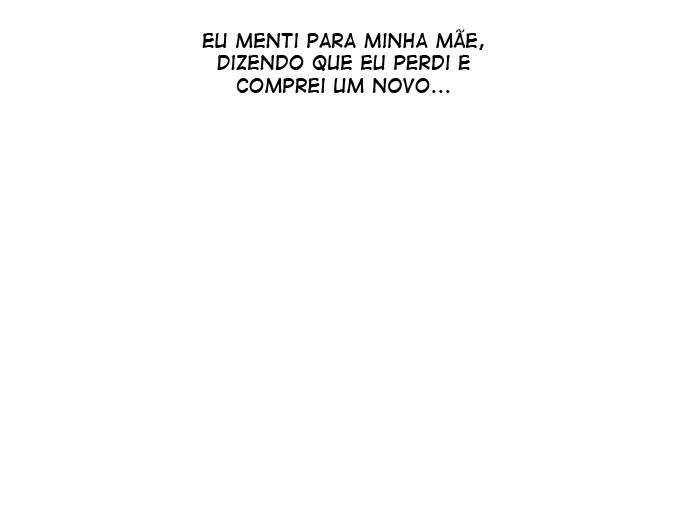 EU MENTI PARA MINHA MÃE,
DIZENDO QUE EU PERDI E
COMPREI UM NOVO...